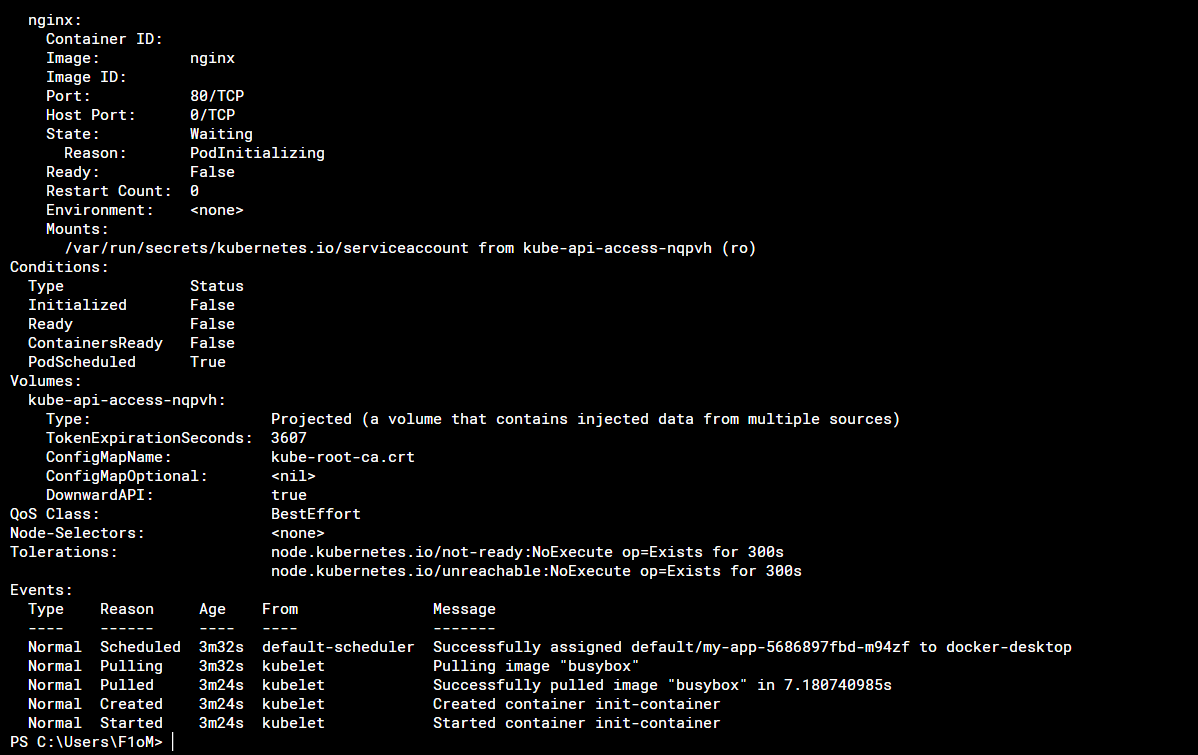 nginx:
Container ID:
Image: nginx
Image ID:
Port: 80/TCP
Host Port: 0/TCP
State: Waiting
Reason: PodInitializing
Ready: False
Restart Count: 0
Environment: <none>
Mounts:
/var/run/secrets/kubernetes.io/serviceaccount from kube-api-access-nqpvh (ro)
Conditions:
Type Status
Initialized False
Ready False
ContainersReady False
PodScheduled True
Volumes:
kube-api-access-nqpvh:
Type: Projected (a volume that contains injected data from multiple sources)
TokenExpirationSeconds: 3607
ConfigMapName: kube-root-ca.crt
ConfigMapOptional: <nil>
DownwardAPI: true
QoS Class: BestEffort
Node-Selectors: <none>
Tolerations: node.kubernetes.io/not-ready:NoExecute op=Exists for 300s
node.kubernetes.io/unreachable:NoExecute op=Exists for 300s
Events:
Type Reason Age From Message
---- ------ ---- ---- -------
Normal Scheduled 3m32s default-scheduler Successfully assigned default/my-app-5686897fbd-m94zf to docker-desktop
Normal Pulling 3m32s kubelet Pulling image "busybox"
Normal Pulled 3m24s kubelet Successfully pulled image "busybox" in 7.180740985s
Normal Created 3m24s kubelet Created container init-container
Normal Started 3m24s kubelet Started container init-container
PS C:\Users\F1oM>